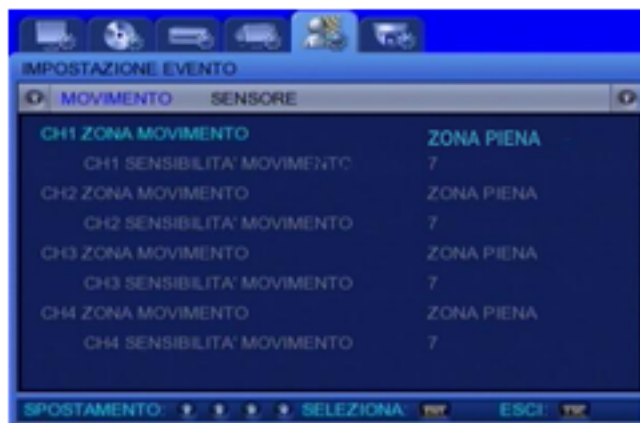 IMPOSTAZIONE EVENTO
MOVIMENTO SENSORE
CH1 ZONA MOVIMENTO ZONA PIENA
CH1 SENSIBILITA' MOVIMENTO 7
CH2 ZONA MOVIMENTO ZONA PIENA
CH2 SENSIBILITA' MOVIMENTO 7
CH3 ZONA MOVIMENTO ZONA PIENA
CH3 SENSIBILITA' MOVIMENTO 7
CH4 ZONA MOVIMENTO ZONA PIENA
CH4 SENSIBILITA' MOVIMENTO 7
SPOSTAMENTO: SELEZIONA: ESCI: